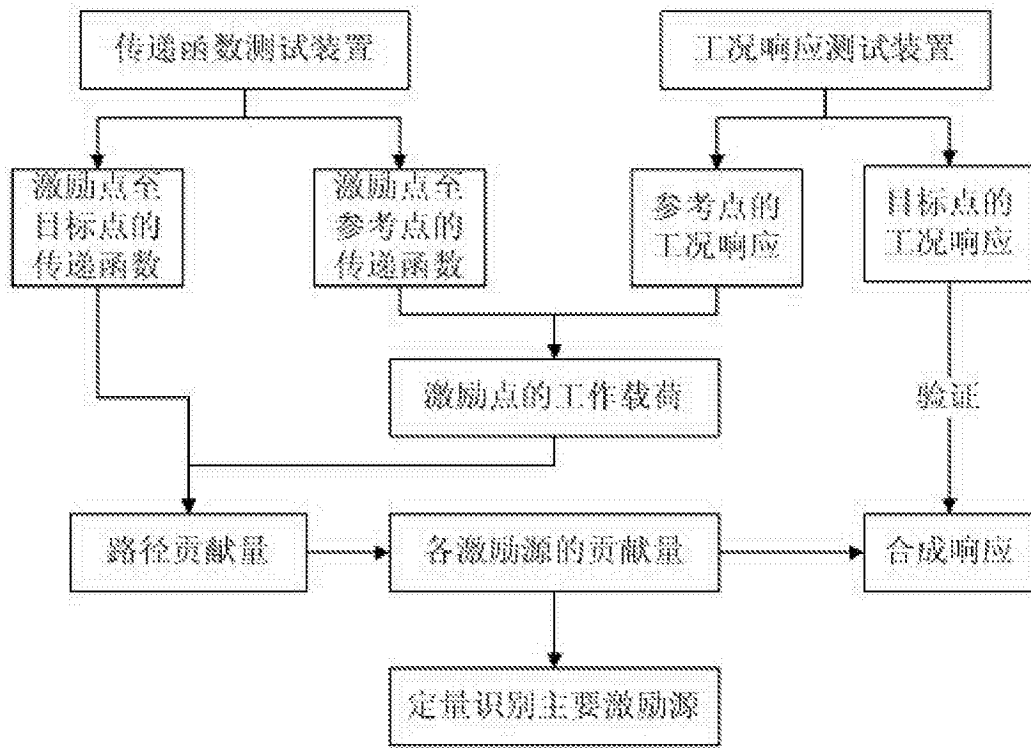 传递函数测试装置
工况响应测试装置
激励点至
目标点的
传递函数
激励点至
参考点的
传递函数
参考点的
工况响应
目标点的
工况响应
激励点的工作载荷
验证
路径贡献量
各激励源的贡献量
合成响应
定量识别主要激励源